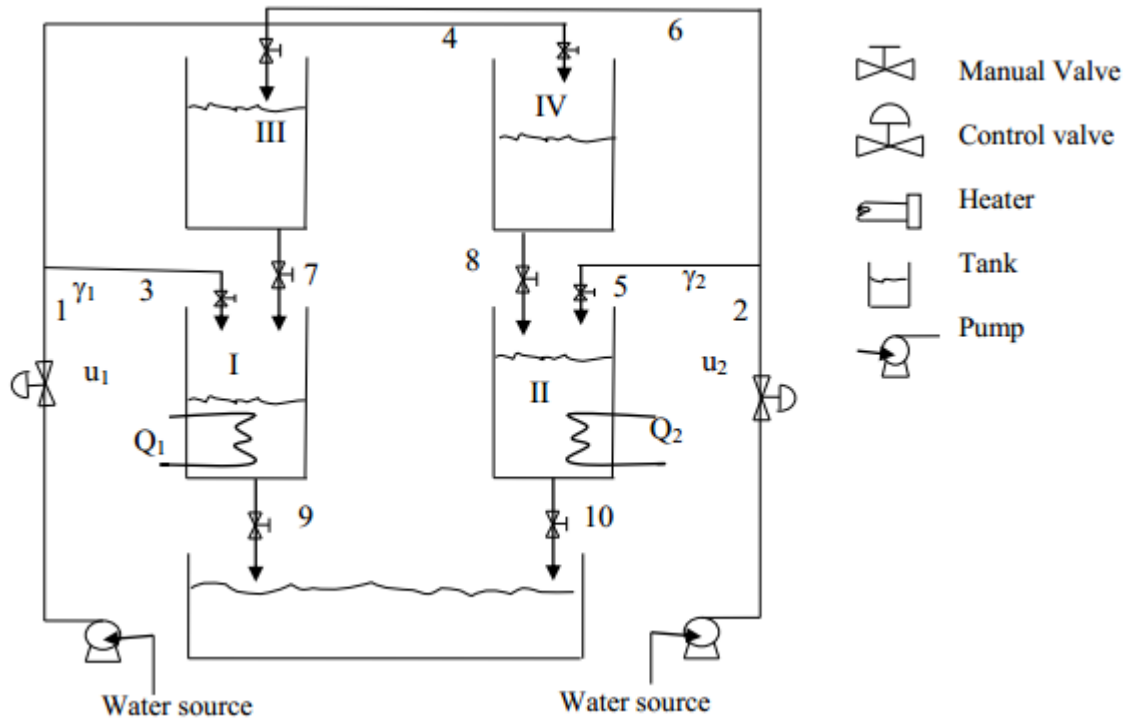 4
6
III
IV
Manual Valve
Control valve
Heater
Tank
Pump
γ1
3
7
8
5
γ2
1
2
u1
I
II
u2
Q1
Q2
9
10
Water source
Water source